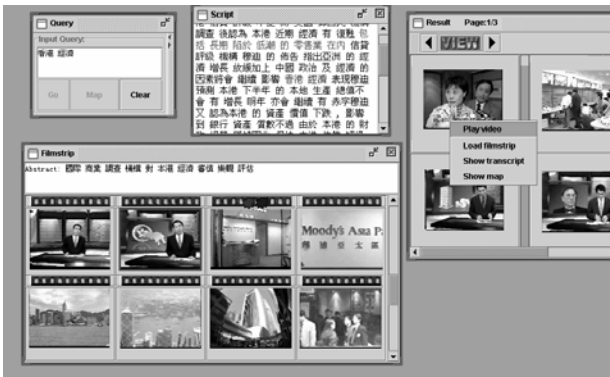 Query
Input Query:
香港 經濟
Go Map Clear
Script
調查 後認為 本港 近期 經濟 有 復甦 包
括 長期 陷於 低潮 的 零售業 在內 信貸
評級 機構 穆迪 的 佈告 指出亞洲 的 經
濟 增長 放緩加上 中國 政治 及 經濟 的
因素將會 繼續 影響 香港 經濟 表現穆迪
預測 本港 下半年 的 本地 生產 總值不
會 有 增長 明年 亦會 繼續 有 赤字穆迪
又 認為本港 的 資產 價值 下跌 , 影響
到 銀行 資產 質數不過 由於 本港 的 財
Filmstrip
Abstract: 國際 商業 調查 機構 對 本港 經濟 審慎 樂觀 評估
Moody's Asia Pa
穆 迪 亞 太 區
Result Page:1/3
VIEW
Play video
Load filmstrip
Show transcript
Show map